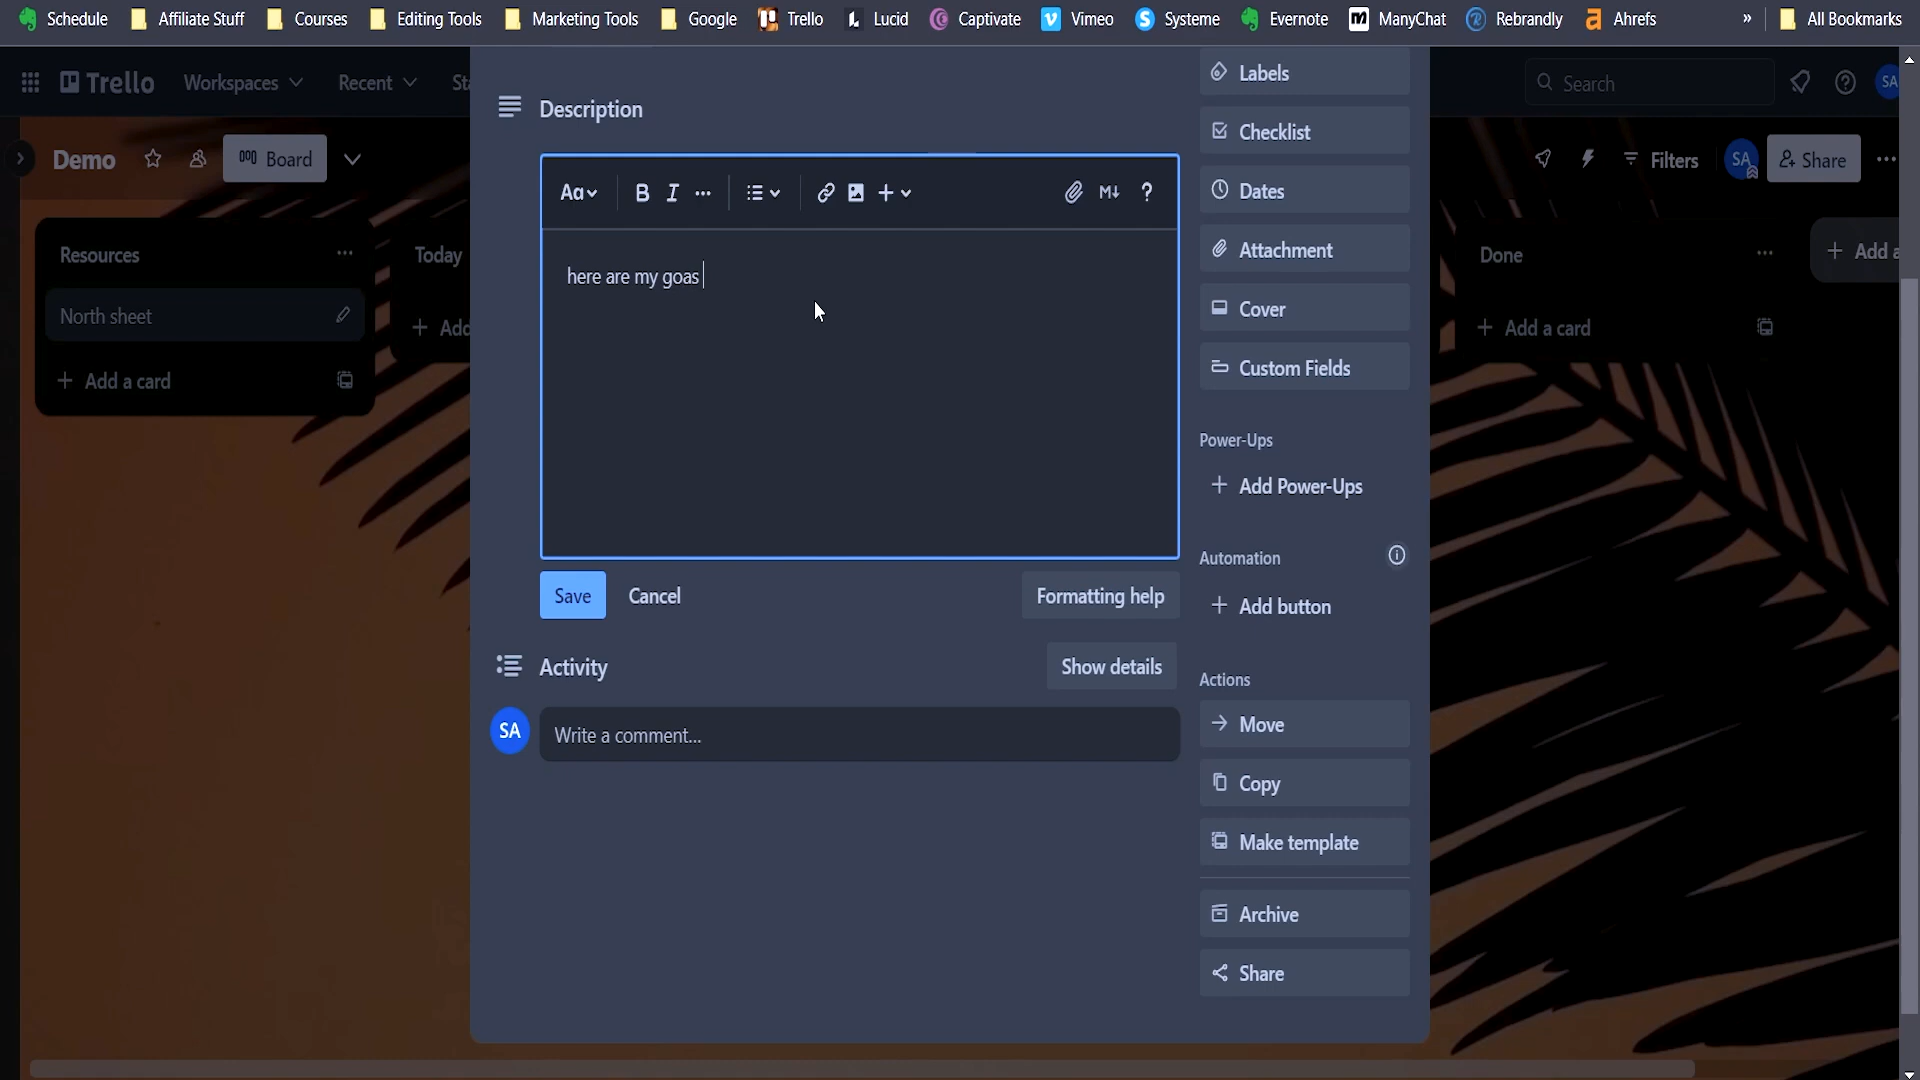 Schedule Affiliate Stuff Courses Editing Tools Marketing Tools Google Trello Lucid Captivate Vimeo Systeme Evernote ManyChat Rebrandly Ahrefs » All Bookmarks
Trello Workspaces Recent Sta Search SA
Demo Board Filters SA Share
Resources
North sheet
+ Add a card
Today
+ Add
Description
Aa B I ... M ?
here are my goas
Save Cancel Formatting help
Activity Show details
SA Write a comment...
Labels
Checklist
Dates
Attachment
Cover
Custom Fields
Power-Ups
+ Add Power-Ups
Automation
+ Add button
Actions
Move
Copy
Make template
Archive
Share
Done
+ Add a card
+ Add a